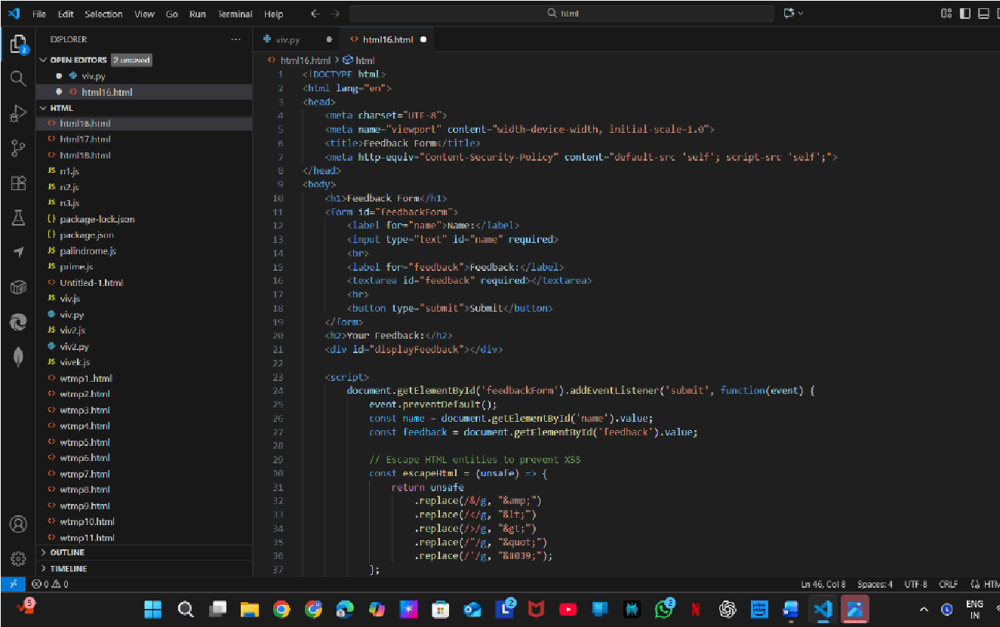 File Edit Selection View Go Run Terminal Help
html
EXPLORER
OPEN EDITORS 2 unsaved
viv.py
html16.html
HTML
html16.html
html17.html
html18.html
JS n1.js
JS n2.js
JS n3.js
{} package-lock.json
{} package.json
JS palindrome.js
JS prime.js
Untitled-1.html
JS viv.js
viv.py
JS viv2.js
viv2.py
JS vivek.js
wtmp1..html
wtmp2.html
wtmp3.html
wtmp4.html
wtmp5.html
wtmp6.html
wtmp7.html
wtmp8.html
wtmp9.html
wtmp10.html
wtmp11.html
OUTLINE
TIMELINE
viv.py
html16.html
html16.html > html
1 <!DOCTYPE html>
2 <html lang="en">
3 <head>
4 <meta charset="UTF-8">
5 <meta name="viewport" content="width=device-width, initial-scale=1.0">
6 <title>Feedback Form</title>
7 <meta http-equiv="Content-Security-Policy" content="default-src 'self'; script-src 'self';">
8 </head>
9 <body>
10 <h1>Feedback Form</h1>
11 <form id="feedbackForm">
12 <label for="name">Name:</label>
13 <input type="text" id="name" required>
14 <br>
15 <label for="feedback">Feedback:</label>
16 <textarea id="feedback" required></textarea>
17 <br>
18 <button type="submit">Submit</button>
19 </form>
20 <h2>Your Feedback:</h2>
21 <div id="displayFeedback"></div>
22
23 <script>
24 document.getElementById('feedbackForm').addEventListener('submit', function(event) {
25 event.preventDefault();
26 const name = document.getElementById('name').value;
27 const feedback = document.getElementById('feedback').value;
28
29 // Escape HTML entities to prevent XSS
30 const escapeHtml = (unsafe) => {
31 return unsafe
32 .replace(/&/g, "&amp;")
33 .replace(/</g, "&lt;")
34 .replace(/>/g, "&gt;")
35 .replace(/"/g, "&quot;")
36 .replace(/'/g, "&#039;");
37 };
0 0
Ln 46, Col 8 Spaces: 4 UTF-8 CRLF {} HTM
5
2
2
ENG
IN